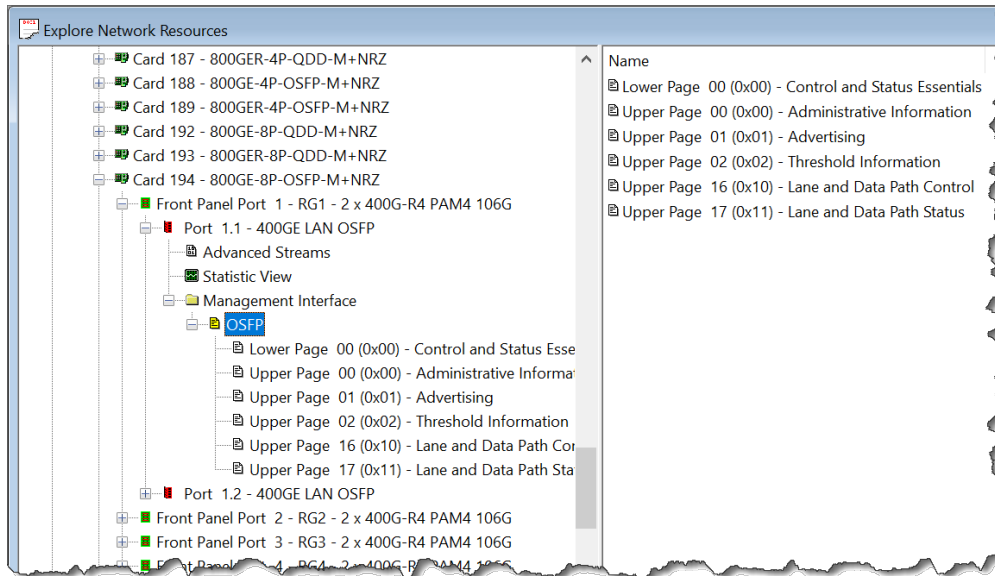 Explore Network Resources
Card 187 - 800GER-4P-QDD-M+NRZ
Card 188 - 800GE-4P-OSFP-M+NRZ
Card 189 - 800GER-4P-OSFP-M+NRZ
Card 192 - 800GE-8P-QDD-M+NRZ
Card 193 - 800GER-8P-QDD-M+NRZ
Card 194 - 800GE-8P-OSFP-M+NRZ
Front Panel Port 1 - RG1 - 2 x 400G-R4 PAM4 106G
Port 1.1 - 400GE LAN OSFP
Advanced Streams
Statistic View
Management Interface
OSFP
Lower Page 00 (0x00) - Control and Status Esse
Upper Page 00 (0x00) - Administrative Informa
Upper Page 01 (0x01) - Advertising
Upper Page 02 (0x02) - Threshold Information
Upper Page 16 (0x10) - Lane and Data Path Con
Upper Page 17 (0x11) - Lane and Data Path Sta
Port 1.2 - 400GE LAN OSFP
Front Panel Port 2 - RG2 - 2 x 400G-R4 PAM4 106G
Front Panel Port 3 - RG3 - 2 x 400G-R4 PAM4 106G
Name
Lower Page 00 (0x00) - Control and Status Essentials
Upper Page 00 (0x00) - Administrative Information
Upper Page 01 (0x01) - Advertising
Upper Page 02 (0x02) - Threshold Information
Upper Page 16 (0x10) - Lane and Data Path Control
Upper Page 17 (0x11) - Lane and Data Path Status